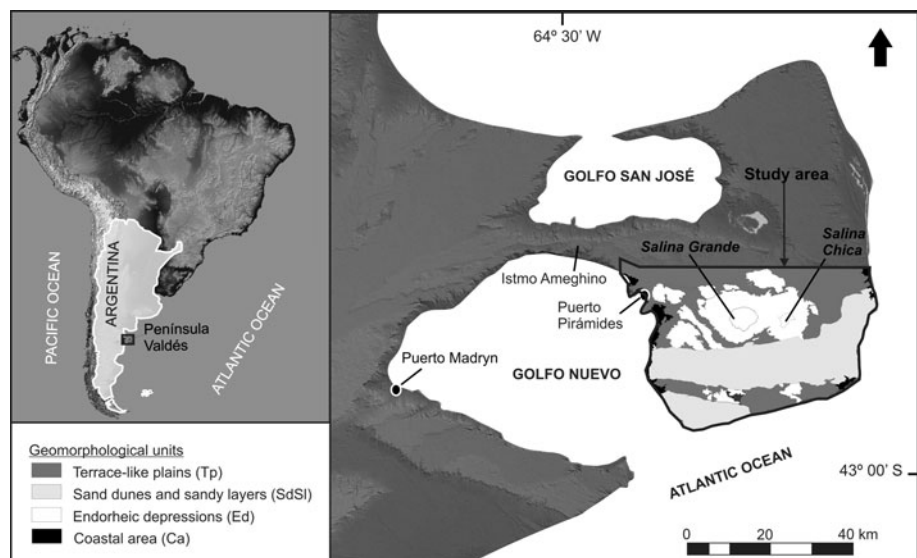 PACIFIC OCEAN
ARGENTINA
Península
Valdés
ATLANTIC OCEAN
Geomorphological units
Terrace-like plains (Tp)
Sand dunes and sandy layers (SdSl)
Endorheic depressions (Ed)
Coastal area (Ca)
64º 30' W
GOLFO SAN JOSÉ
Study area
Salina Grande
Salina
Chica
Istmo Ameghino
Puerto
Pirámides
Puerto Madryn
GOLFO NUEVO
ATLANTIC OCEAN
43º 00' S
0 20 40 km